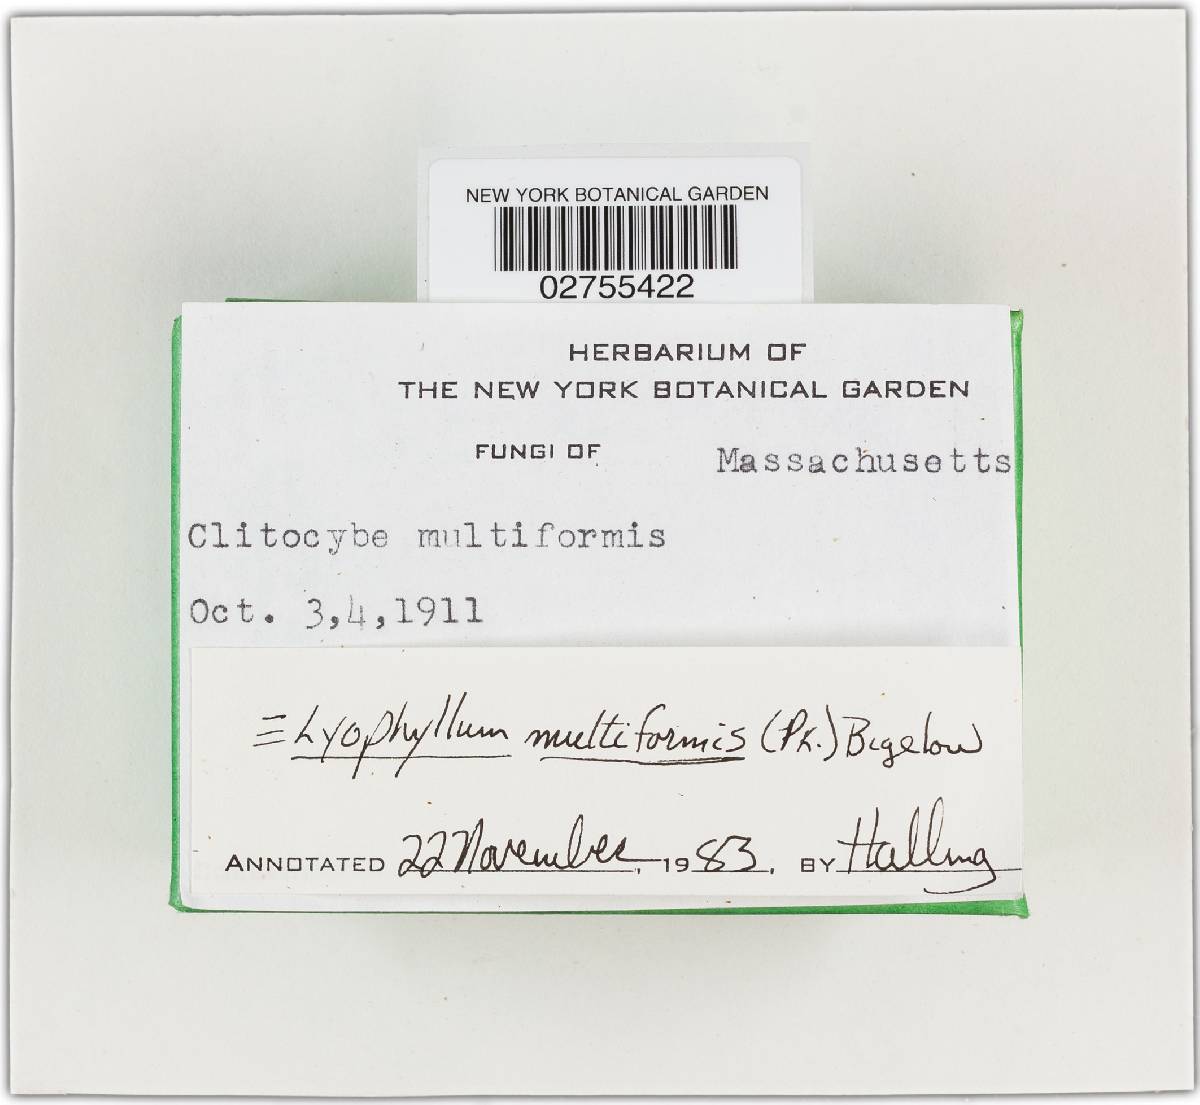 NEW YORK BOTANICAL GARDEN
02755422
HERBARIUM OF
THE NEW YORK BOTANICAL GARDEN
FUNGI OF Massachusetts
Clitocybe multiformis
Oct. 3,4,1911
≡ Lyophyllum multiformis (Pk.) Bigelow
ANNOTATED 22 November, 1983, BY Halling